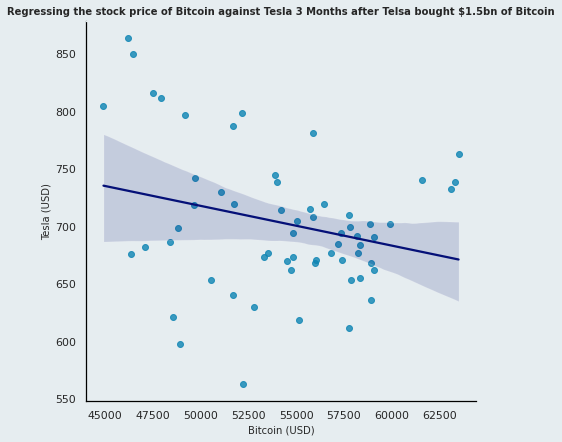 Regressing the stock price of Bitcoin against Tesla 3 Months after Telsa bought $1.5bn of Bitcoin
850
800
750
700
650
600
550
Tesla (USD)
45000 47500 50000 52500 55000 57500 60000 62500
Bitcoin (USD)